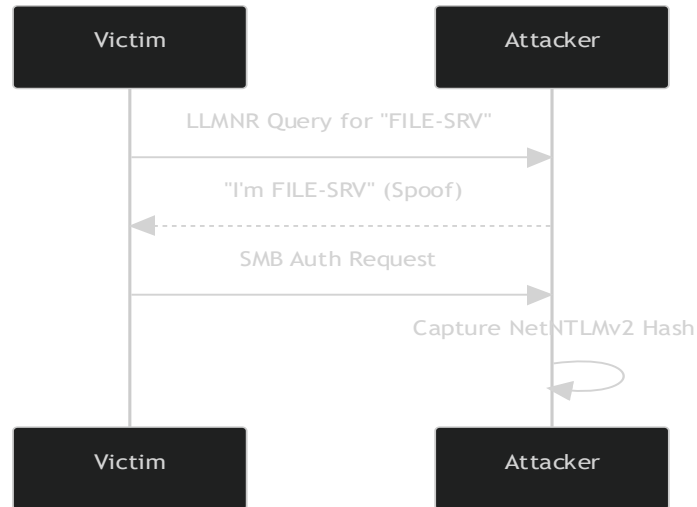 Victim
Attacker
LLMNR Query for "FILE-SRV"
"I'm FILE-SRV" (Spoof)
SMB Auth Request
Capture NetNTLMv2 Hash
Victim
Attacker